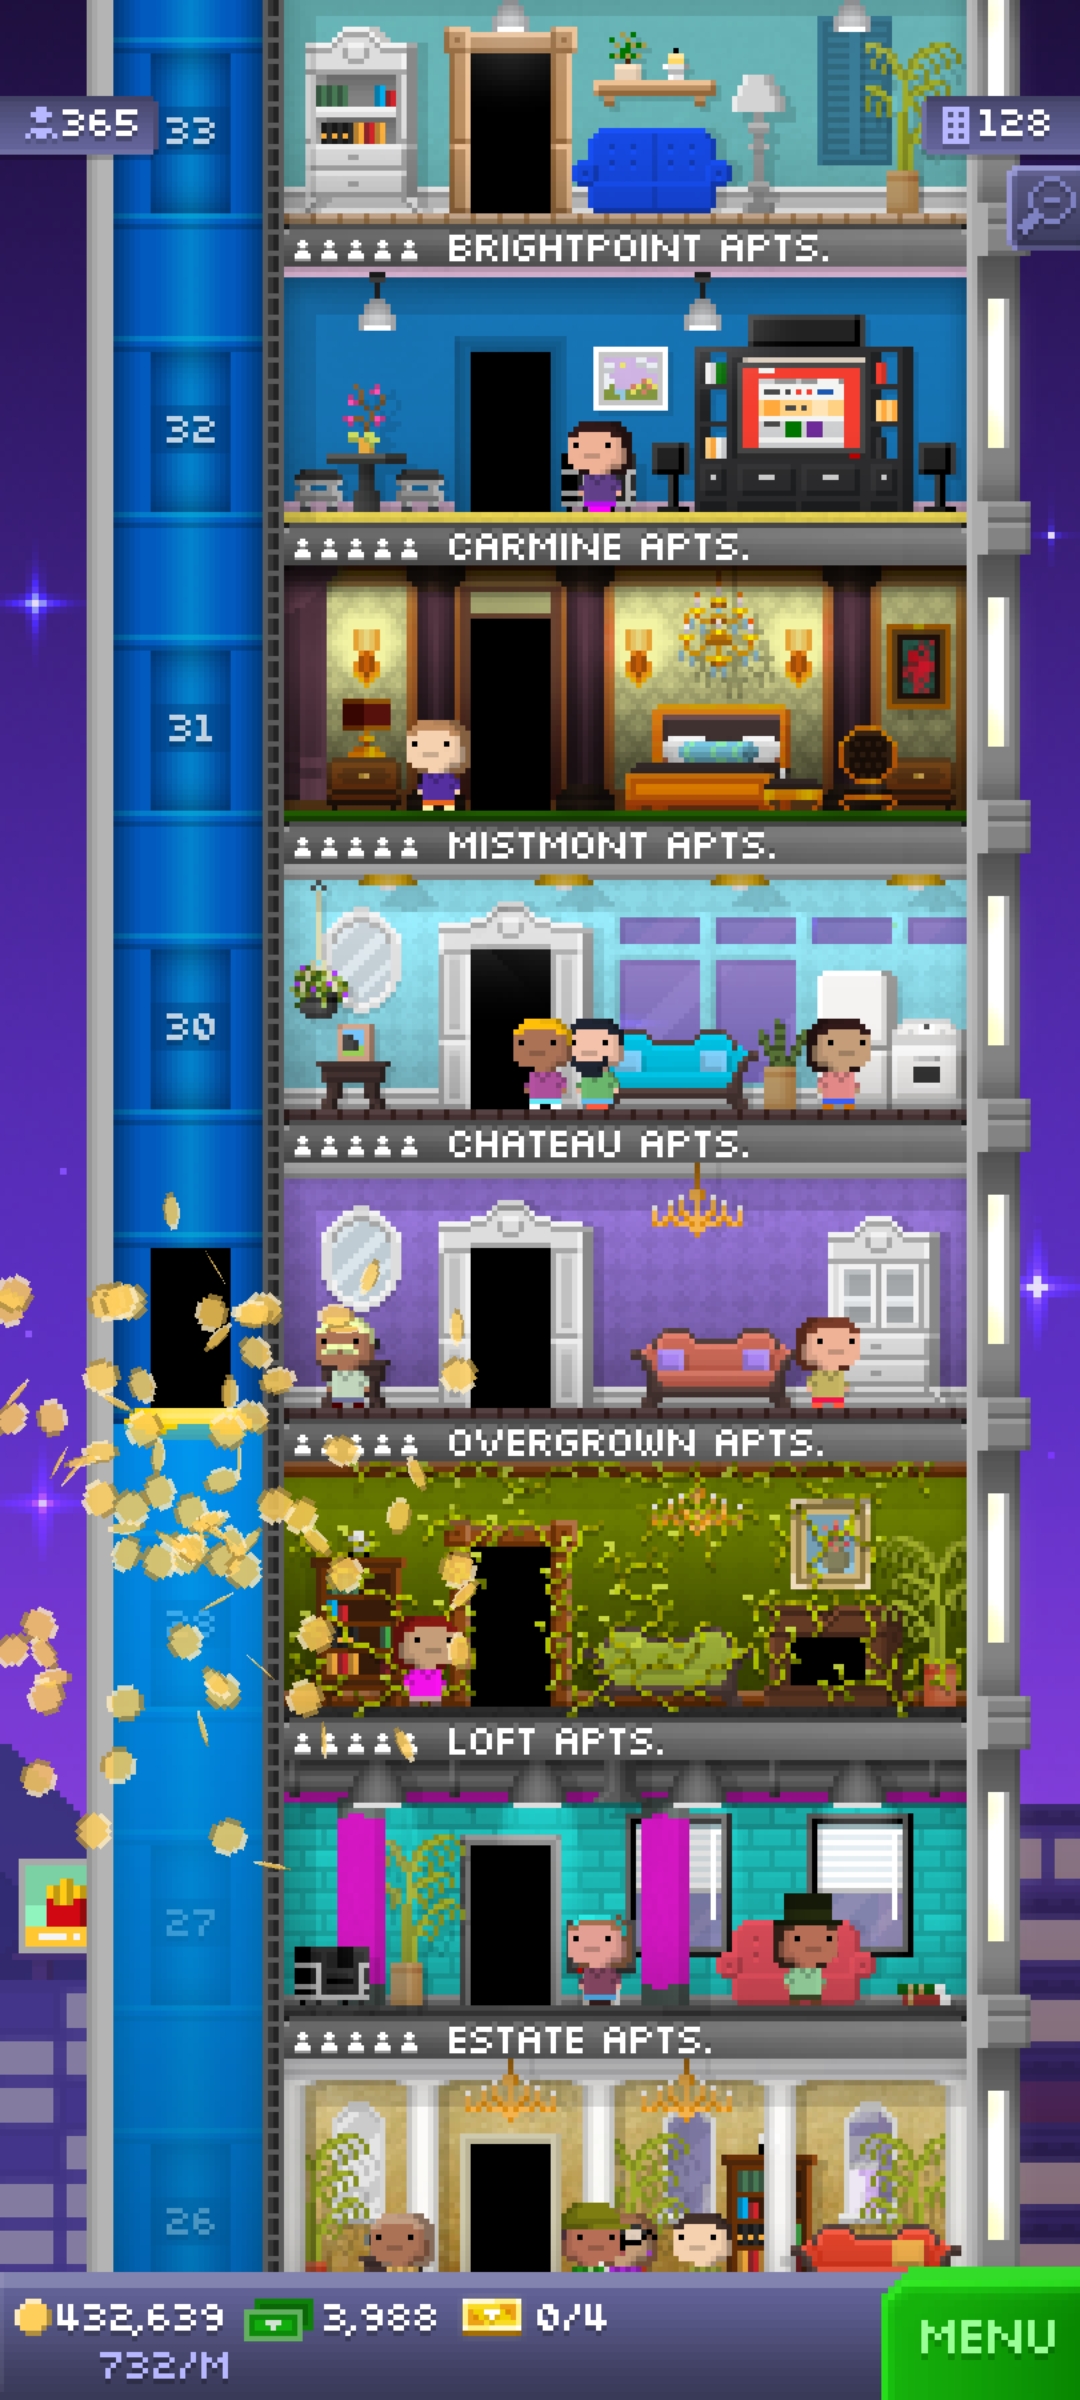 365
33
128
BRIGHTPOINT APTS.
32
CARMINE APTS.
31
MISTMONT APTS.
30
CHATEAU APTS.
OVERGROWN APTS.
28
LOFT APTS.
27
ESTATE APTS.
26
432,639
3,988
0/4
732/M
MENU